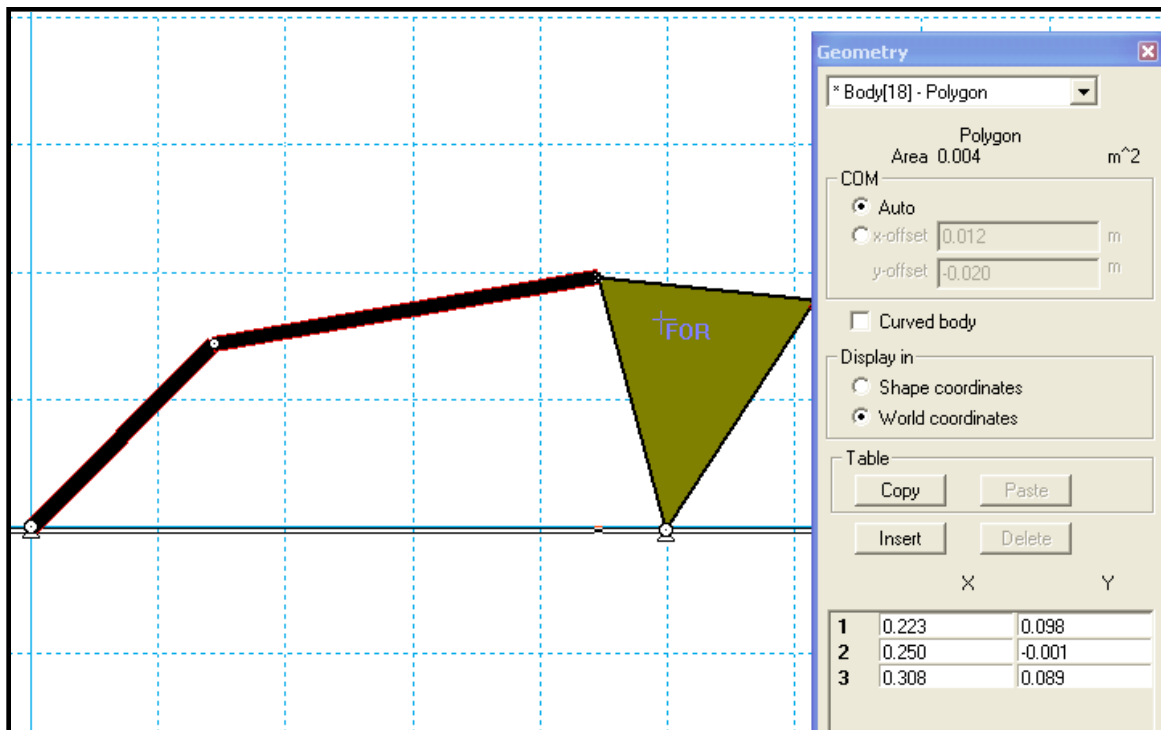 Geometry
* Body[18] - Polygon
Polygon
Area 0.004 m^2
COM
Auto
x-offset 0.012 m
y-offset -0.020 m
Curved body
Display in
Shape coordinates
World coordinates
Table
Copy Paste
Insert Delete
X Y
1 0.223 0.098
2 0.250 -0.001
3 0.308 0.089
FOR